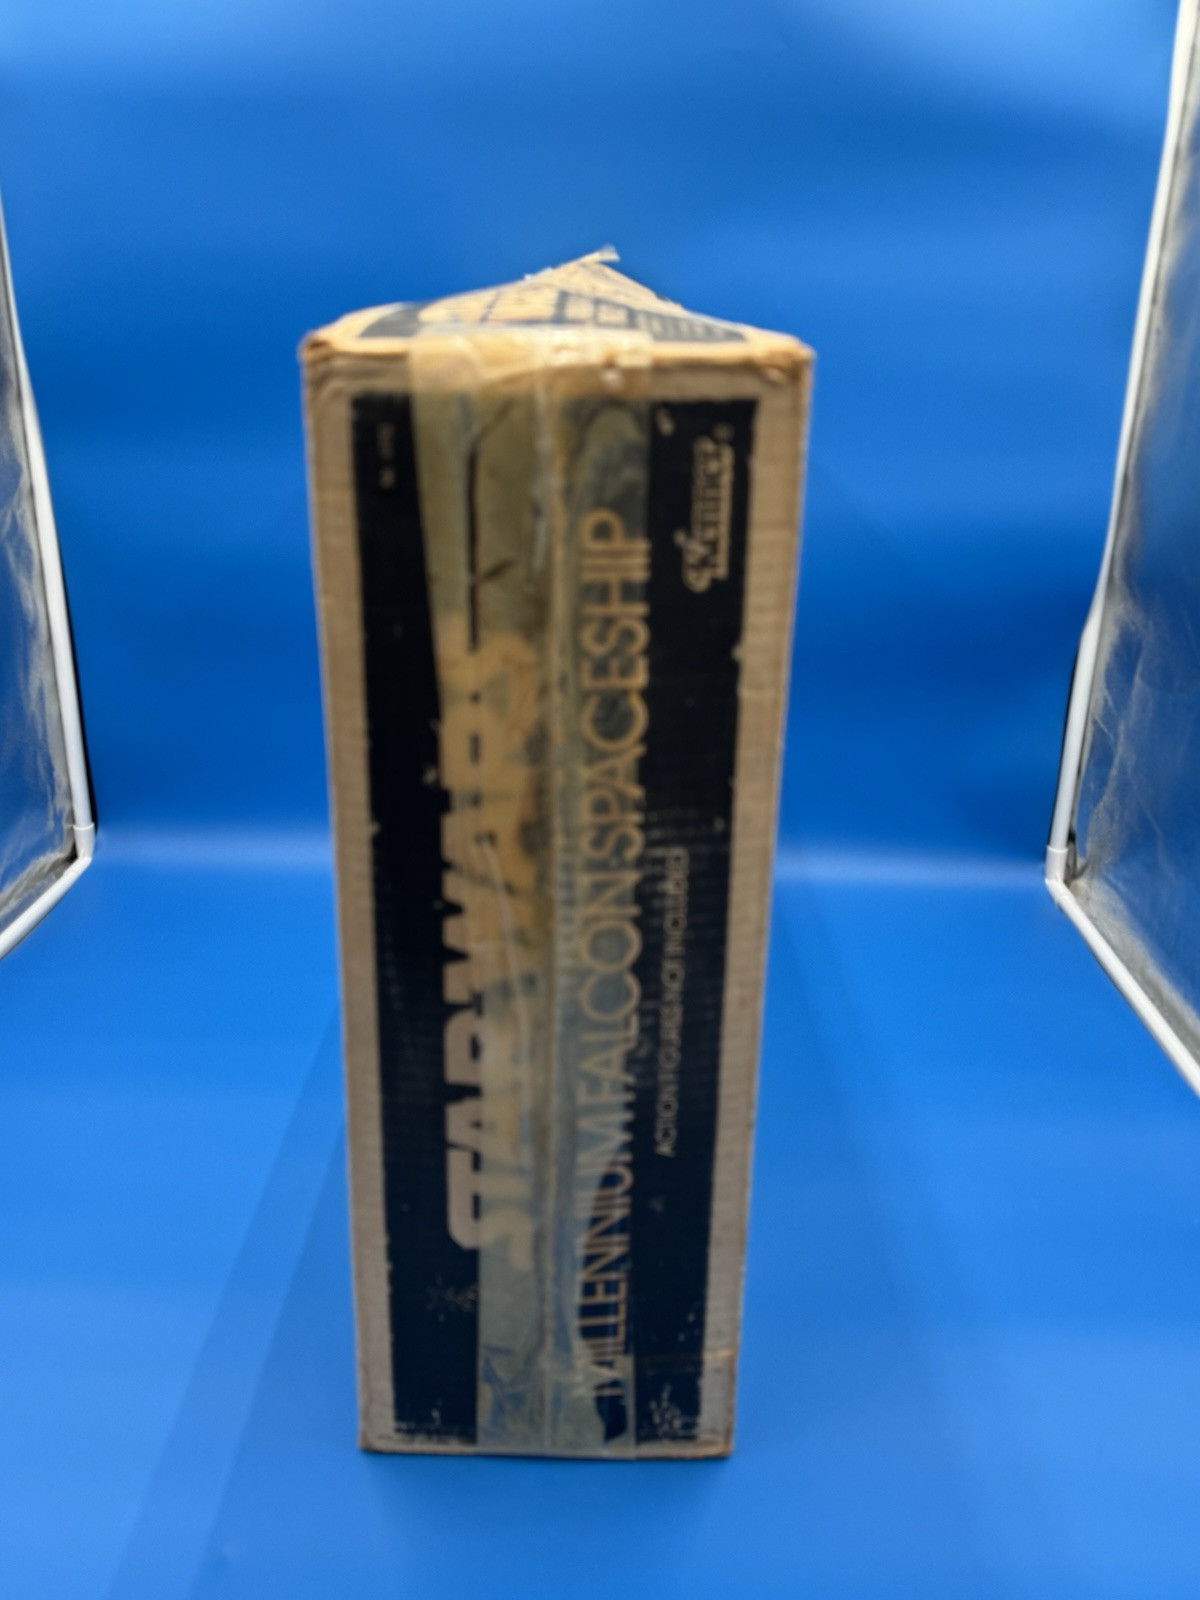 STAR WARS
MILLENNIUM FALCON SPACESHIP
ACTION FIGURES NOT INCLUDED
Kenner®